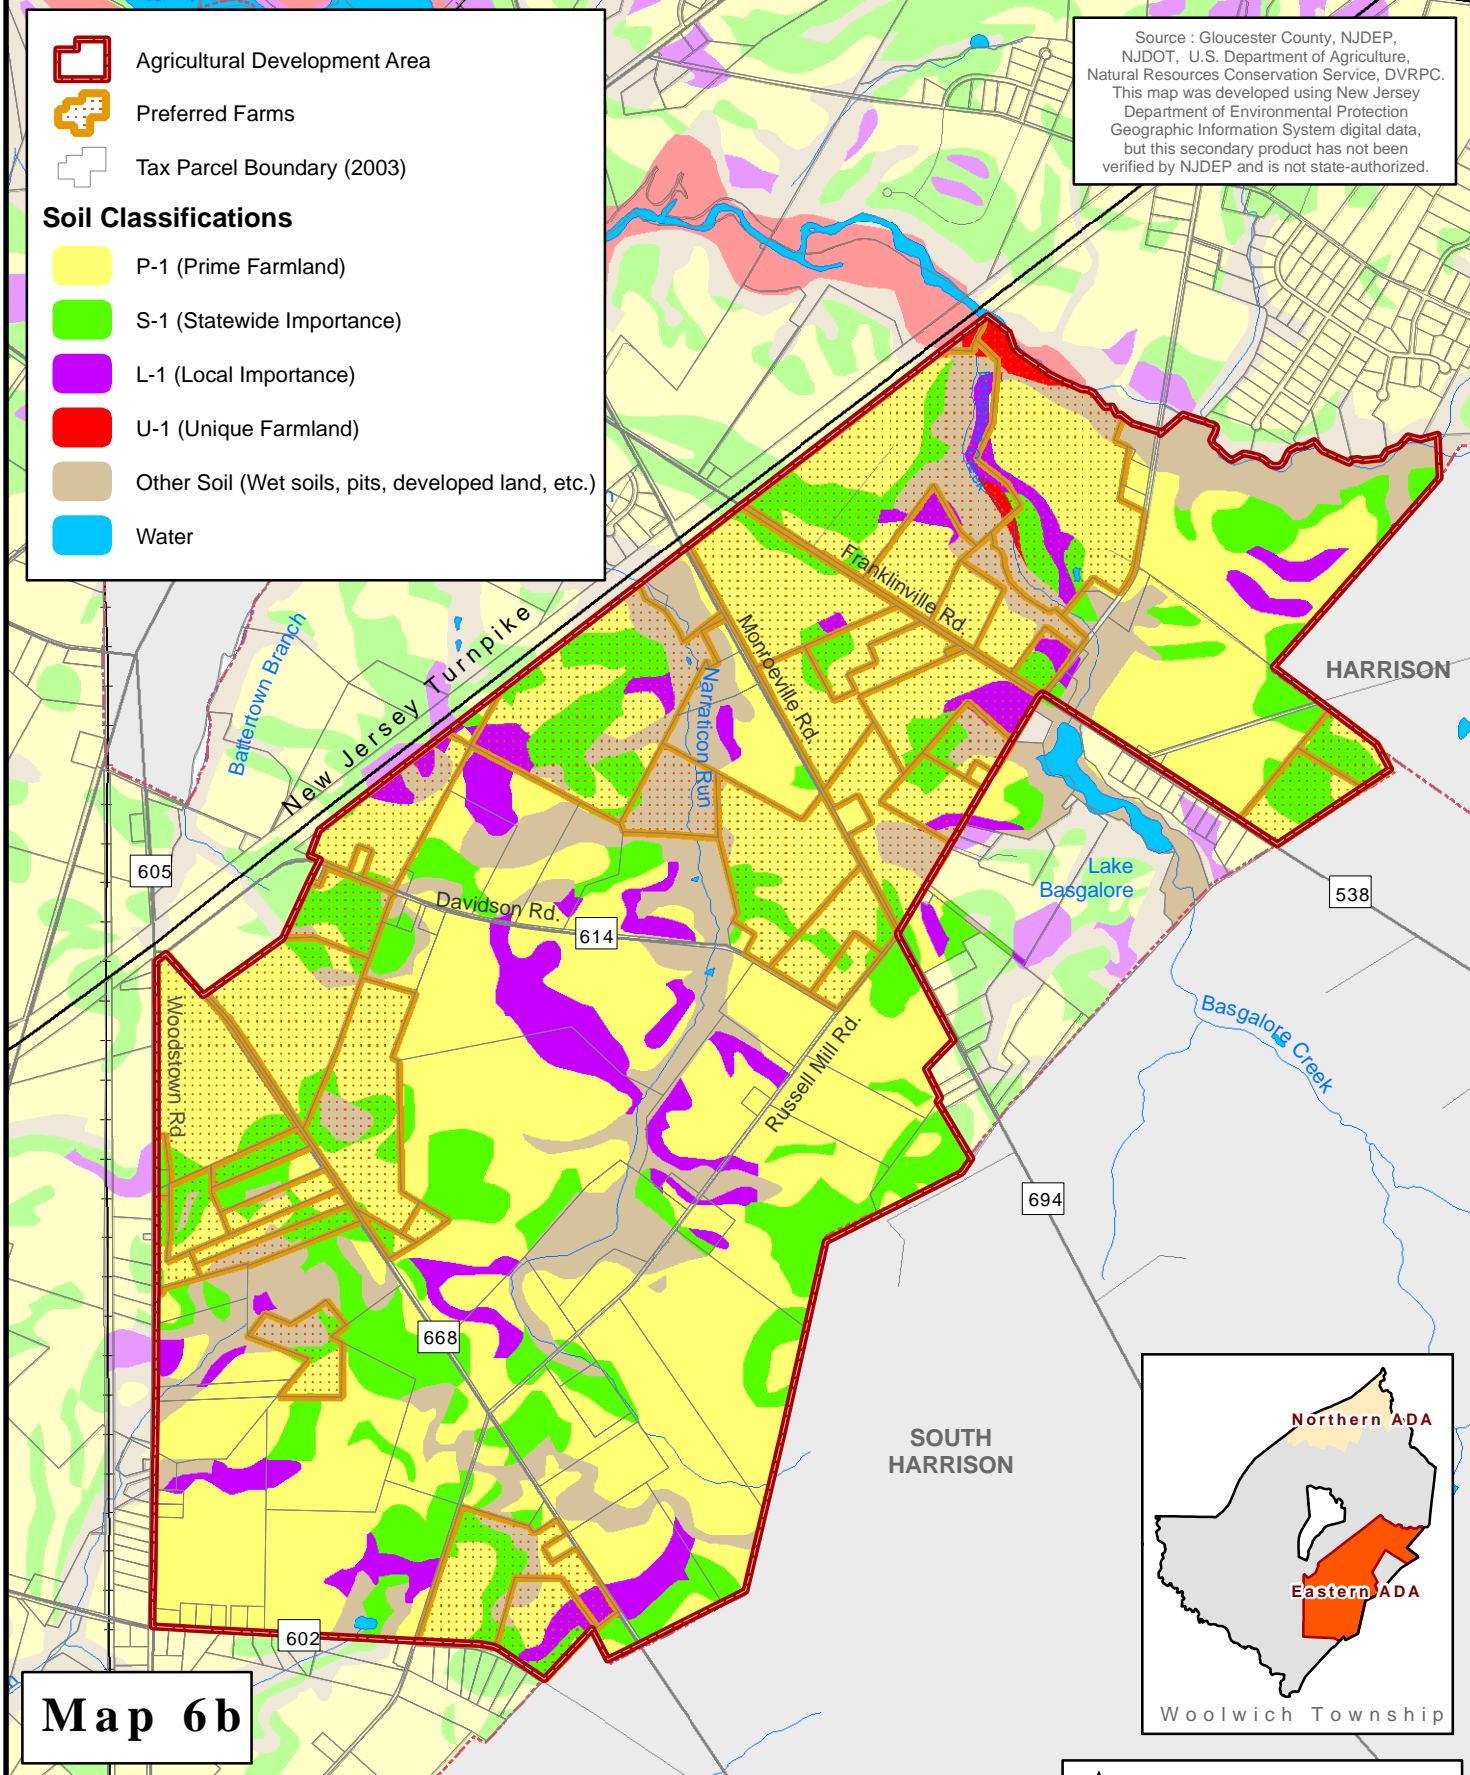 Agricultural Development Area
Preferred Farms
Tax Parcel Boundary (2003)
Soil Classifications
P-1 (Prime Farmland)
S-1 (Statewide Importance)
L-1 (Local Importance)
U-1 (Unique Farmland)
Other Soil (Wet soils, pits, developed land, etc.)
Water
Source : Gloucester County, NJDEP,
NJDOT, U.S. Department of Agriculture,
Natural Resources Conservation Service, DVRPC.
This map was developed using New Jersey
Department of Environmental Protection
Geographic Information System digital data,
but this secondary product has not been
verified by NJDEP and is not state-authorized.
Franklinville Rd.
Battertown Branch
New Jersey Turnpike
Monroeville Rd.
Narraticon Run
HARRISON
605
Lake
Basgalore
538
Davidson Rd.
614
Woodstown Rd
Russell Mill Rd.
Basgalore Creek
694
668
SOUTH
HARRISON
602
Northern ADA
Eastern ADA
Woolwich Township
Map 6b